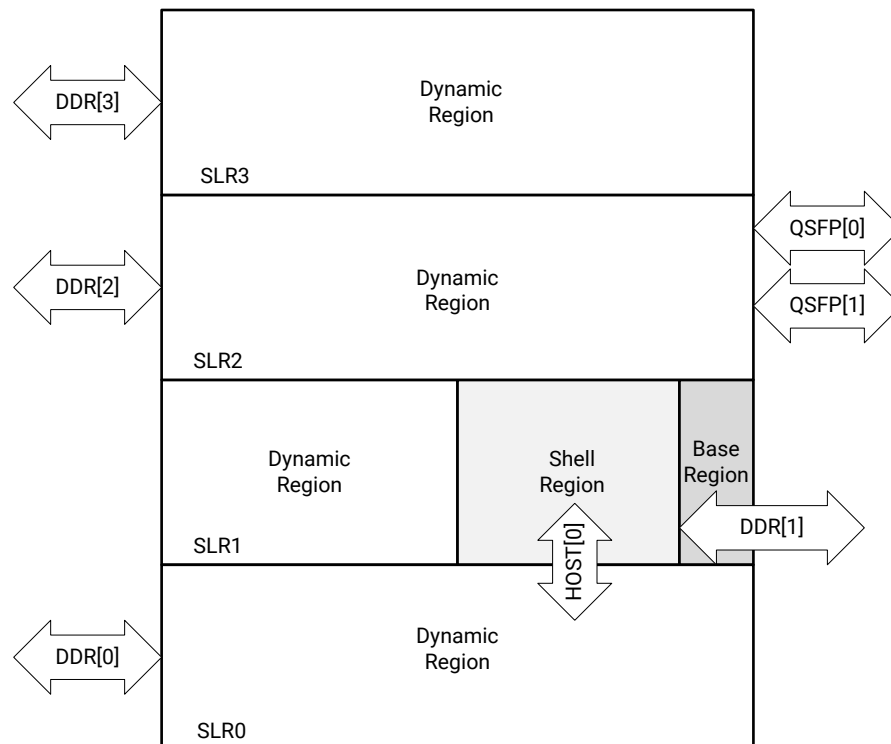 Dynamic
Region
DDR[3]
SLR3
QSFP[0]
Dynamic
Region
DDR[2]
QSFP[1]
SLR2
Dynamic
Region
Shell
Region
Base
Region
DDR[1]
HOST[0]
SLR1
Dynamic
Region
DDR[0]
SLR0